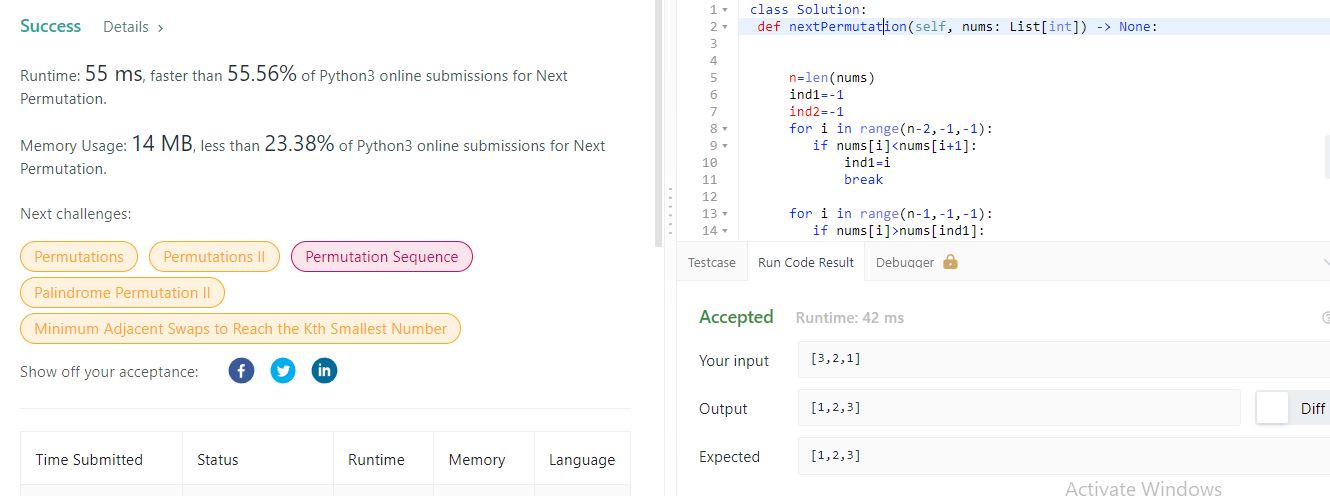 Success Details >
Runtime: 55 ms, faster than 55.56% of Python3 online submissions for Next
Permutation.
Memory Usage: 14 MB, less than 23.38% of Python3 online submissions for Next
Permutation.
Next challenges:
Permutations Permutations II Permutation Sequence
Palindrome Permutation II
Minimum Adjacent Swaps to Reach the Kth Smallest Number
Show off your acceptance: f in
Time Submitted Status Runtime Memory Language
1 class Solution:
2 def nextPermutation(self, nums: List[int]) -> None:
3
4
5 n=len(nums)
6 ind1=-1
7 ind2=-1
8 for i in range(n-2,-1,-1):
9 if nums[i]<nums[i+1]:
10 ind1=i
11 break
12
13 for i in range(n-1,-1,-1):
14 if nums[i]>nums[ind1]:
Testcase Run Code Result Debugger
Accepted Runtime: 42 ms
Your input [3,2,1]
Output [1,2,3] Diff
Expected [1,2,3]
Activate Windows